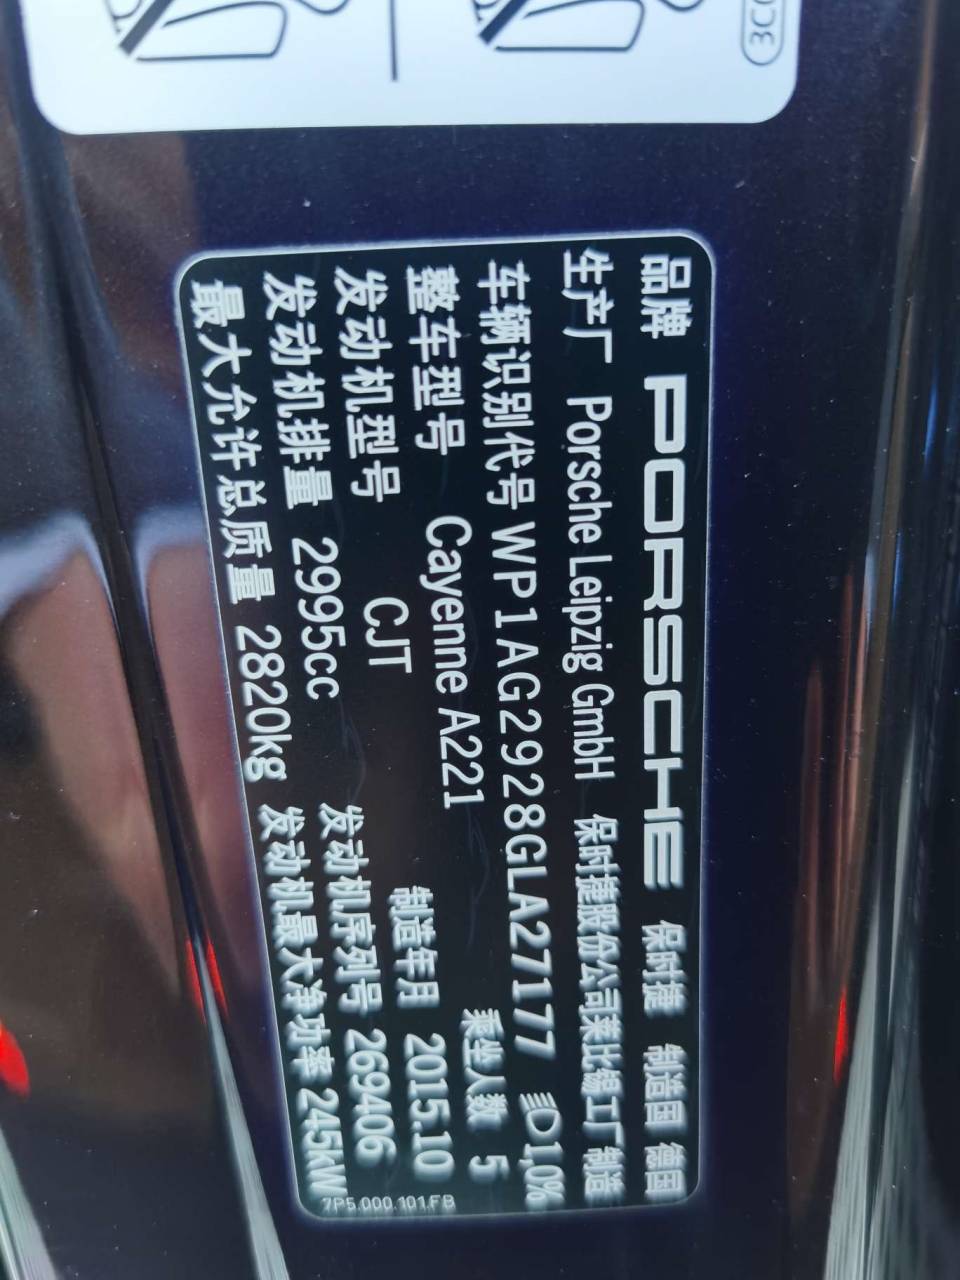 3C0
品牌 PORSCHE 保时捷 制造国 德国
生产厂 Porsche Leipzig GmbH 保时捷股份公司莱比锡工厂制造
车辆识别代号 WP1AG2928GLA27177 1,0%
整车型号 Cayenne A221 乘坐人数 5
发动机型号 CJT 制造年月 2015.10
发动机排量 2995cc 发动机序列号 269406
最大允许总质量 2820kg 发动机最大净功率 245kW
7P5.000.101.FB